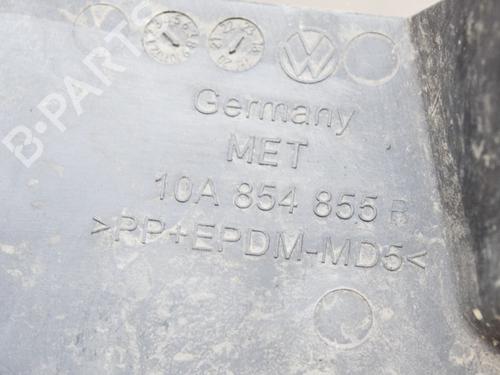 Germany
MET
10A 854 855 B
>PP+EPDM-MD5<
B-PARTS